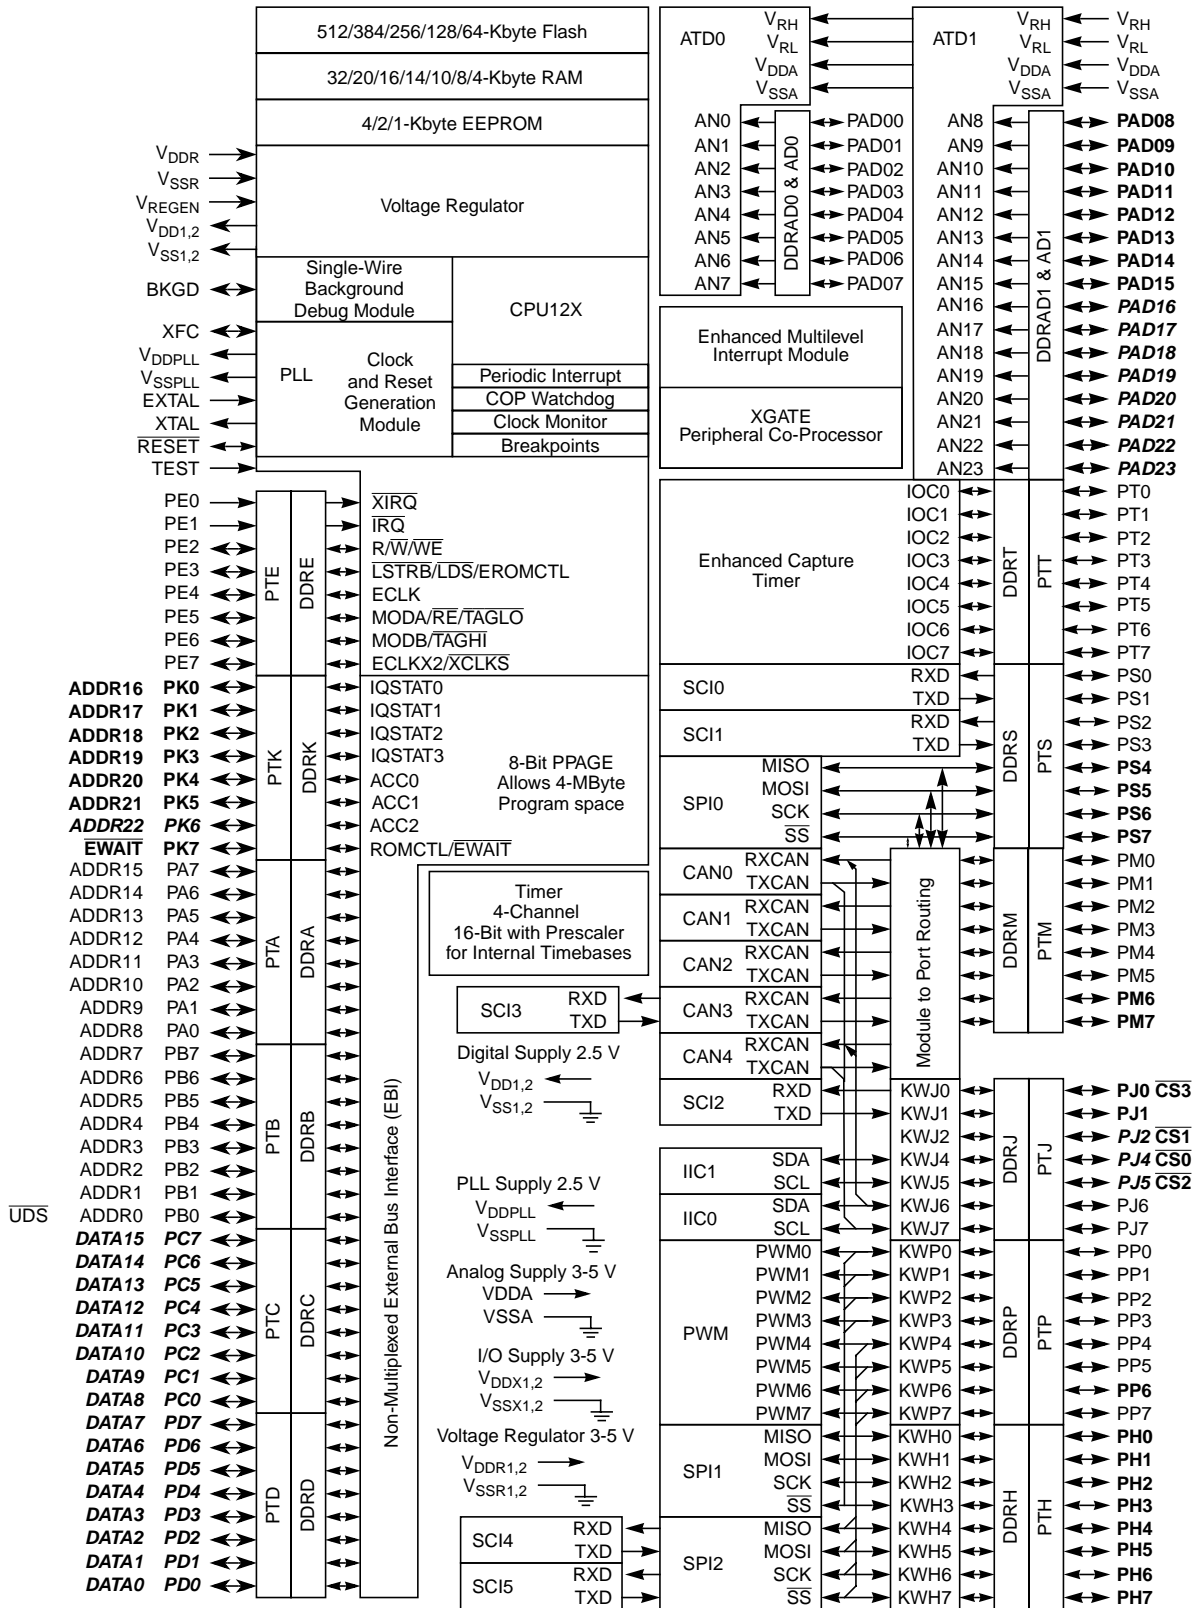 512/384/256/128/64-Kbyte Flash
32/20/16/14/10/8/4-Kbyte RAM
4/2/1-Kbyte EEPROM
VDDR
VSSR
VREGEN
VDD1,2
VSS1,2
Voltage Regulator
BKGD
Single-Wire
Background
Debug Module
CPU12X
XFC
VDDPLL
VSSPLL
EXTAL
XTAL
RESET
TEST
PLL
Clock
and Reset
Generation
Module
Periodic Interrupt
COP Watchdog
Clock Monitor
Breakpoints
PE0 XIRQ
PE1 IRQ
PE2 R/W/WE
PE3 LSTRB/LDS/EROMCTL
PE4 ECLK
PE5 MODA/RE/TAGLO
PE6 MODB/TAGHI
PE7 ECLKX2/XCLKS
PTE
DDRE
ADDR16 PK0 IQSTAT0
ADDR17 PK1 IQSTAT1
ADDR18 PK2 IQSTAT2
ADDR19 PK3 IQSTAT3
ADDR20 PK4 ACC0
ADDR21 PK5 ACC1
ADDR22 PK6 ACC2
EWAIT PK7 ROMCTL/EWAIT
PTK
DDRK
8-Bit PPAGE
Allows 4-MByte
Program space
ADDR15 PA7
ADDR14 PA6
ADDR13 PA5
ADDR12 PA4
ADDR11 PA3
ADDR10 PA2
ADDR9 PA1
ADDR8 PA0
PTA
DDRA
ADDR7 PB7
ADDR6 PB6
ADDR5 PB5
ADDR4 PB4
ADDR3 PB3
ADDR2 PB2
ADDR1 PB1
UDS ADDR0 PB0
PTB
DDRB
DATA15 PC7
DATA14 PC6
DATA13 PC5
DATA12 PC4
DATA11 PC3
DATA10 PC2
DATA9 PC1
DATA8 PC0
PTC
DDRC
DATA7 PD7
DATA6 PD6
DATA5 PD5
DATA4 PD4
DATA3 PD3
DATA2 PD2
DATA1 PD1
DATA0 PD0
PTD
DDRD
Non-Multiplexed External Bus Interface (EBI)
Timer
4-Channel
16-Bit with Prescaler
for Internal Timebases
SCI3
RXD
TXD
Digital Supply 2.5 V
VDD1,2
VSS1,2
PLL Supply 2.5 V
VDDPLL
VSSPLL
Analog Supply 3-5 V
VDDA
VSSA
I/O Supply 3-5 V
VDDX1,2
VSSX1,2
Voltage Regulator 3-5 V
VDDR1,2
VSSR1,2
SCI4
RXD
TXD
SCI5
RXD
TXD
ATD0
VRH
VRL
VDDA
VSSA
AN0 PAD00
AN1 PAD01
AN2 PAD02
AN3 PAD03
AN4 PAD04
AN5 PAD05
AN6 PAD06
AN7 PAD07
DDRAD0 & AD0
ATD1
VRH VRH
VRL VRL
VDDA VDDA
VSSA VSSA
AN8 PAD08
AN9 PAD09
AN10 PAD10
AN11 PAD11
AN12 PAD12
AN13 PAD13
AN14 PAD14
AN15 PAD15
AN16 PAD16
AN17 PAD17
AN18 PAD18
AN19 PAD19
AN20 PAD20
AN21 PAD21
AN22 PAD22
AN23 PAD23
DDRAD1 & AD1
Enhanced Multilevel
Interrupt Module
XGATE
Peripheral Co-Processor
Enhanced Capture
Timer
IOC0 PT0
IOC1 PT1
IOC2 PT2
IOC3 PT3
IOC4 PT4
IOC5 PT5
IOC6 PT6
IOC7 PT7
DDRT
PTT
SCI0
RXD PS0
TXD PS1
SCI1
RXD PS2
TXD PS3
SPI0
MISO PS4
MOSI PS5
SCK PS6
SS PS7
DDRS
PTS
CAN0
RXCAN PM0
TXCAN PM1
CAN1
RXCAN PM2
TXCAN PM3
CAN2
RXCAN PM4
TXCAN PM5
CAN3
RXCAN PM6
TXCAN PM7
CAN4
RXCAN
TXCAN
Module to Port Routing
DDRM
PTM
SCI2
RXD KWJ0 PJ0 CS3
TXD KWJ1 PJ1
KWJ2 PJ2 CS1
IIC1
SDA KWJ4 PJ4 CS0
SCL KWJ5 PJ5 CS2
IIC0
SDA KWJ6 PJ6
SCL KWJ7 PJ7
DDRJ
PTJ
PWM
PWM0 KWP0 PP0
PWM1 KWP1 PP1
PWM2 KWP2 PP2
PWM3 KWP3 PP3
PWM4 KWP4 PP4
PWM5 KWP5 PP5
PWM6 KWP6 PP6
PWM7 KWP7 PP7
DDRP
PTP
SPI1
MISO KWH0 PH0
MOSI KWH1 PH1
SCK KWH2 PH2
SS KWH3 PH3
SPI2
MISO KWH4 PH4
MOSI KWH5 PH5
SCK KWH6 PH6
SS KWH7 PH7
DDRH
PTH